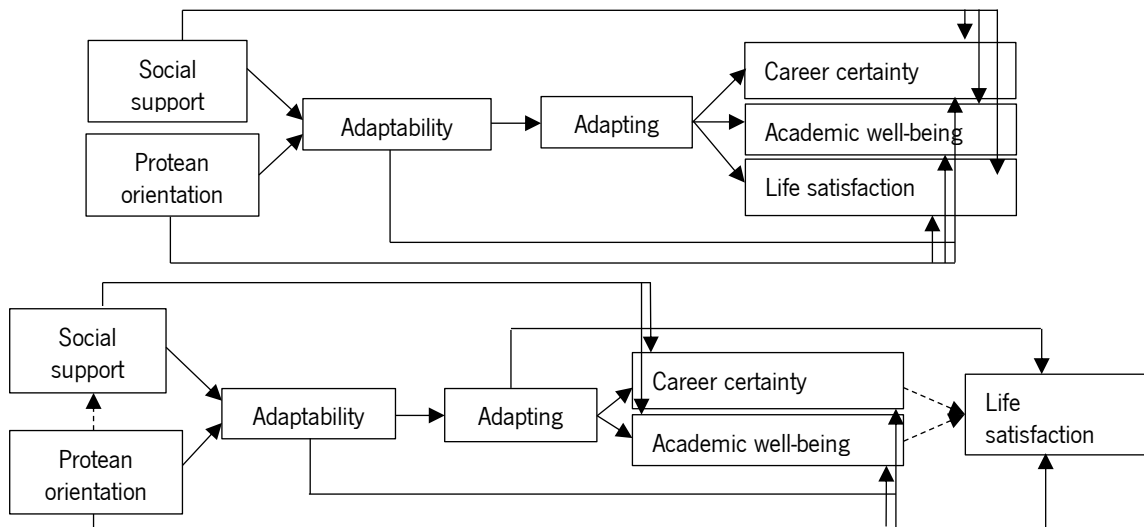 Social
support
Career certainty
Adaptability
Adapting
Academic well-being
Protean
orientation
Life satisfaction
Social
support
Career certainty
Adaptability
Adapting
Life
satisfaction
Academic well-being
Protean
orientation